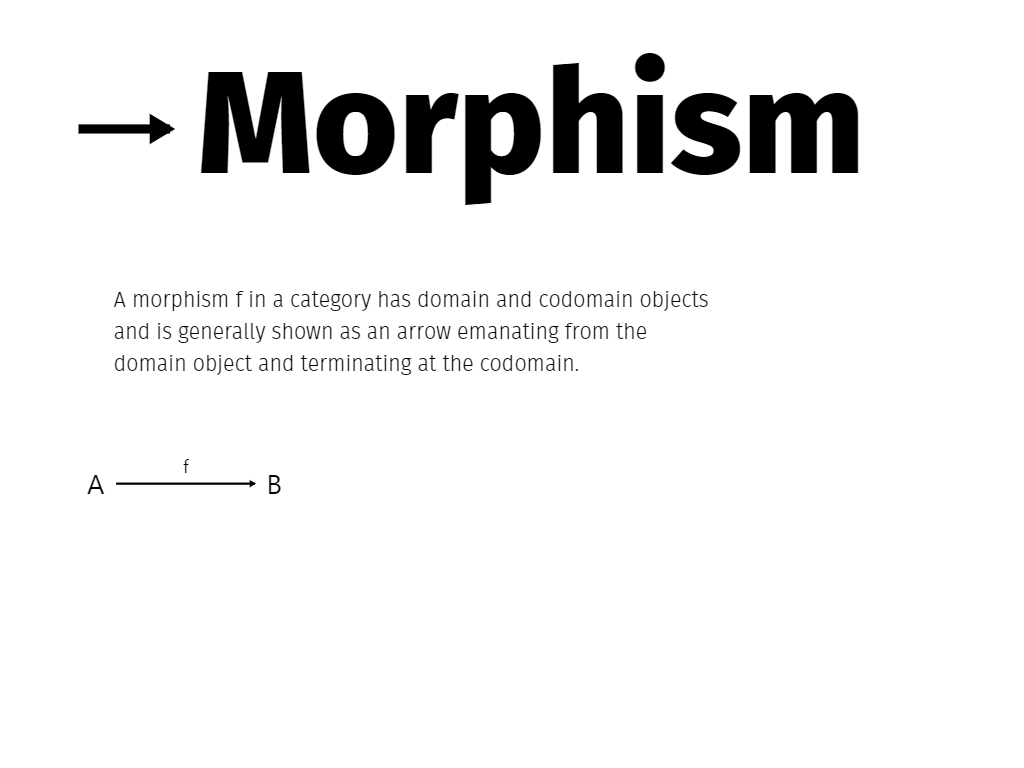 Morphism
A morphism f in a category has domain and codomain objects
and is generally shown as an arrow emanating from the
domain object and terminating at the codomain.
f
A B